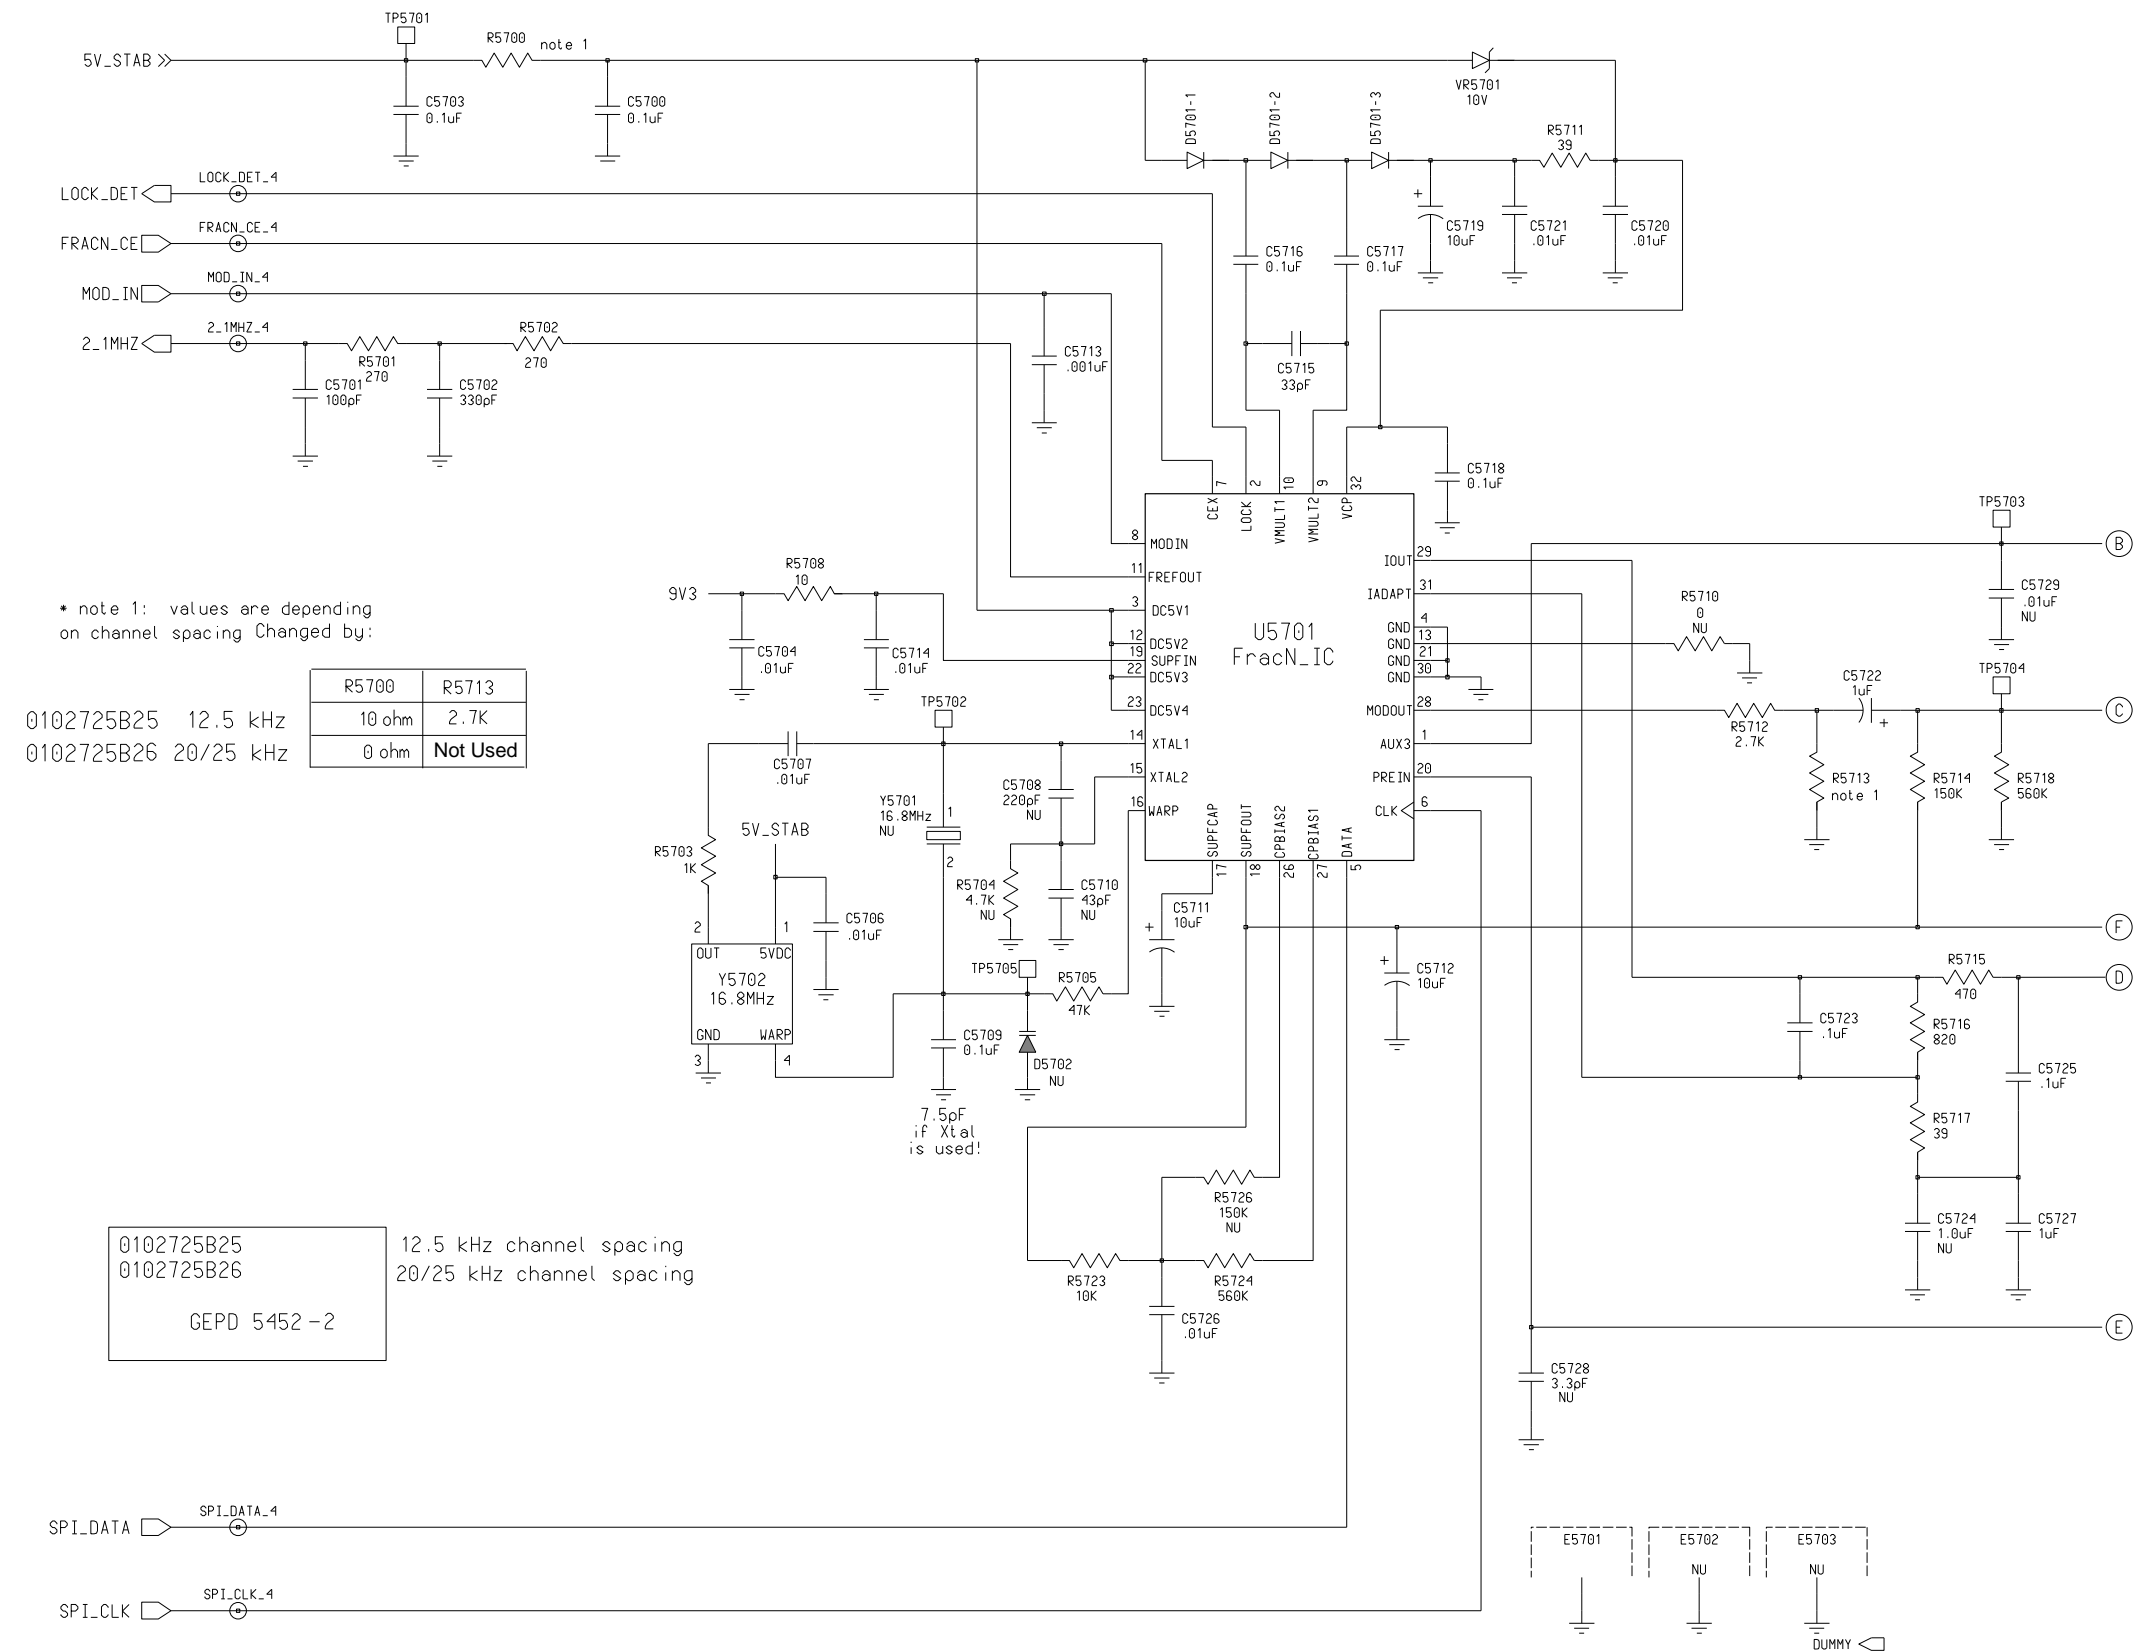 TP5701
R5700 note 1
5V_STAB
C5703
0.1uF
C5700
0.1uF
VR5701
10V
D5701-1
D5701-2
D5701-3
R5711
39
C5719
10uF
C5721
.01uF
C5720
.01uF
LOCK_DET
LOCK_DET_4
FRACN_CE
FRACN_CE_4
MOD_IN
MOD_IN_4
2_1MHZ
2_1MHZ_4
R5701
270
R5702
270
C5701
100pF
C5702
330pF
C5713
.001uF
C5716
0.1uF
C5717
0.1uF
C5715
33pF
+
C5718
0.1uF
7
2
10
9
32
CEX
LOCK
VMULT1
VMULT2
VCP
8 MODIN
11 FREFOUT
3 DC5V1
12 DC5V2
19 SUPFIN
22 DC5V3
23 DC5V4
14 XTAL1
15 XTAL2
16 WARP
U5701
FracN_IC
IOUT 29
IADAPT 31
GND 4
GND 13
GND 21
GND 30
MODOUT 28
AUX3 1
PREIN 20
CLK 6
SUPFCAP
SUPFOUT
CPBIAS2
CPBIAS1
DATA
17
18
26
27
5
9V3
R5708
10
C5704
.01uF
C5714
.01uF
* note 1: values are depending
on channel spacing Changed by:
R5700 R5713
0102725B25 12.5 kHz 10 ohm 2.7K
0102725B26 20/25 kHz 0 ohm Not Used
TP5702
C5707
.01uF
Y5701
16.8MHz
NU
1
2
C5708
220pF
NU
R5703
1K
5V_STAB
C5706
.01uF
2
1
OUT 5VDC
Y5702
16.8MHz
GND WARP
3
4
R5704
4.7K
NU
C5710
43pF
NU
TP5705
R5705
47K
C5709
0.1uF
D5702
NU
7.5pF
if Xtal
is used!
C5711
10uF
+
C5712
10uF
+
TP5703
B
C5729
.01uF
NU
R5710
0
NU
TP5704
C5722
1uF
+
C
R5712
2.7K
R5713
note 1
R5714
150K
R5718
560K
F
R5715
470
D
C5723
.1uF
R5716
820
C5725
.1uF
R5717
39
C5724
1.0uF
NU
C5727
1uF
R5726
150K
NU
R5723
10K
R5724
560K
C5726
.01uF
E
C5728
3.3pF
NU
0102725B25
0102725B26
GEPD 5452-2
12.5 kHz channel spacing
20/25 kHz channel spacing
SPI_DATA
SPI_DATA_4
SPI_CLK
SPI_CLK_4
E5701
E5702
NU
E5703
NU
DUMMY